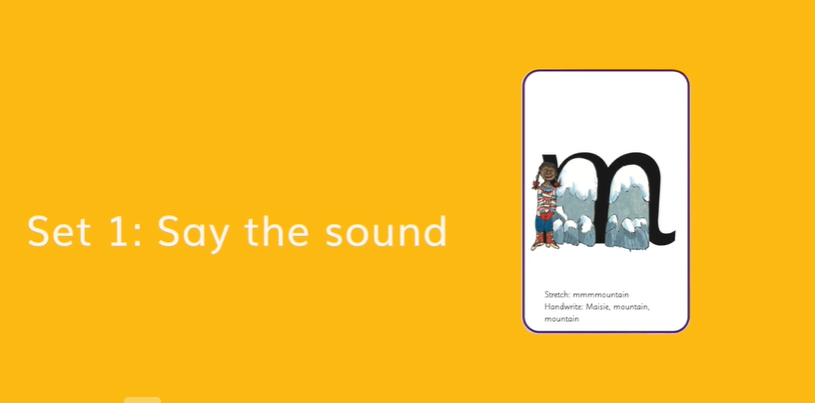 Set 1: Say the sound
m
Stretch: mmmmountain
Handwrite: Maisie, mountain,
mountain